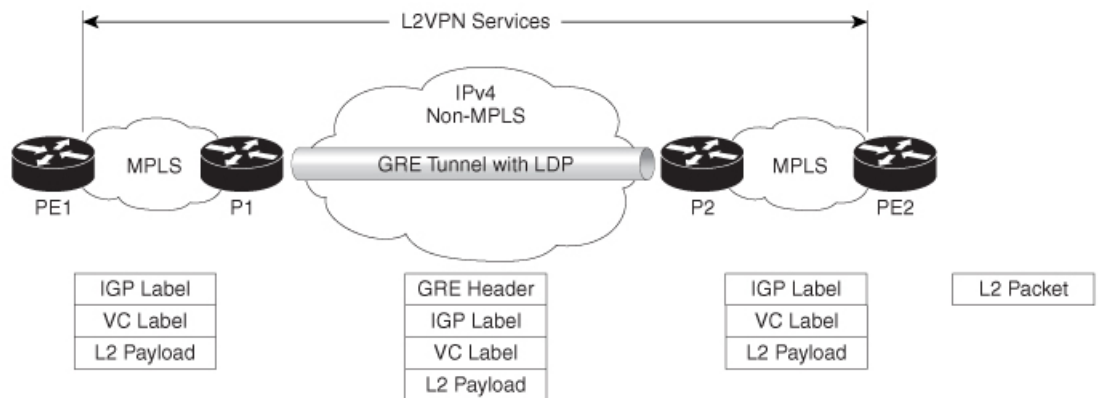 L2VPN Services
IPv4
Non-MPLS
MPLS
GRE Tunnel with LDP
MPLS
PE1
P1
P2
PE2
IGP Label
VC Label
L2 Payload
GRE Header
IGP Label
VC Label
L2 Payload
IGP Label
VC Label
L2 Payload
L2 Packet